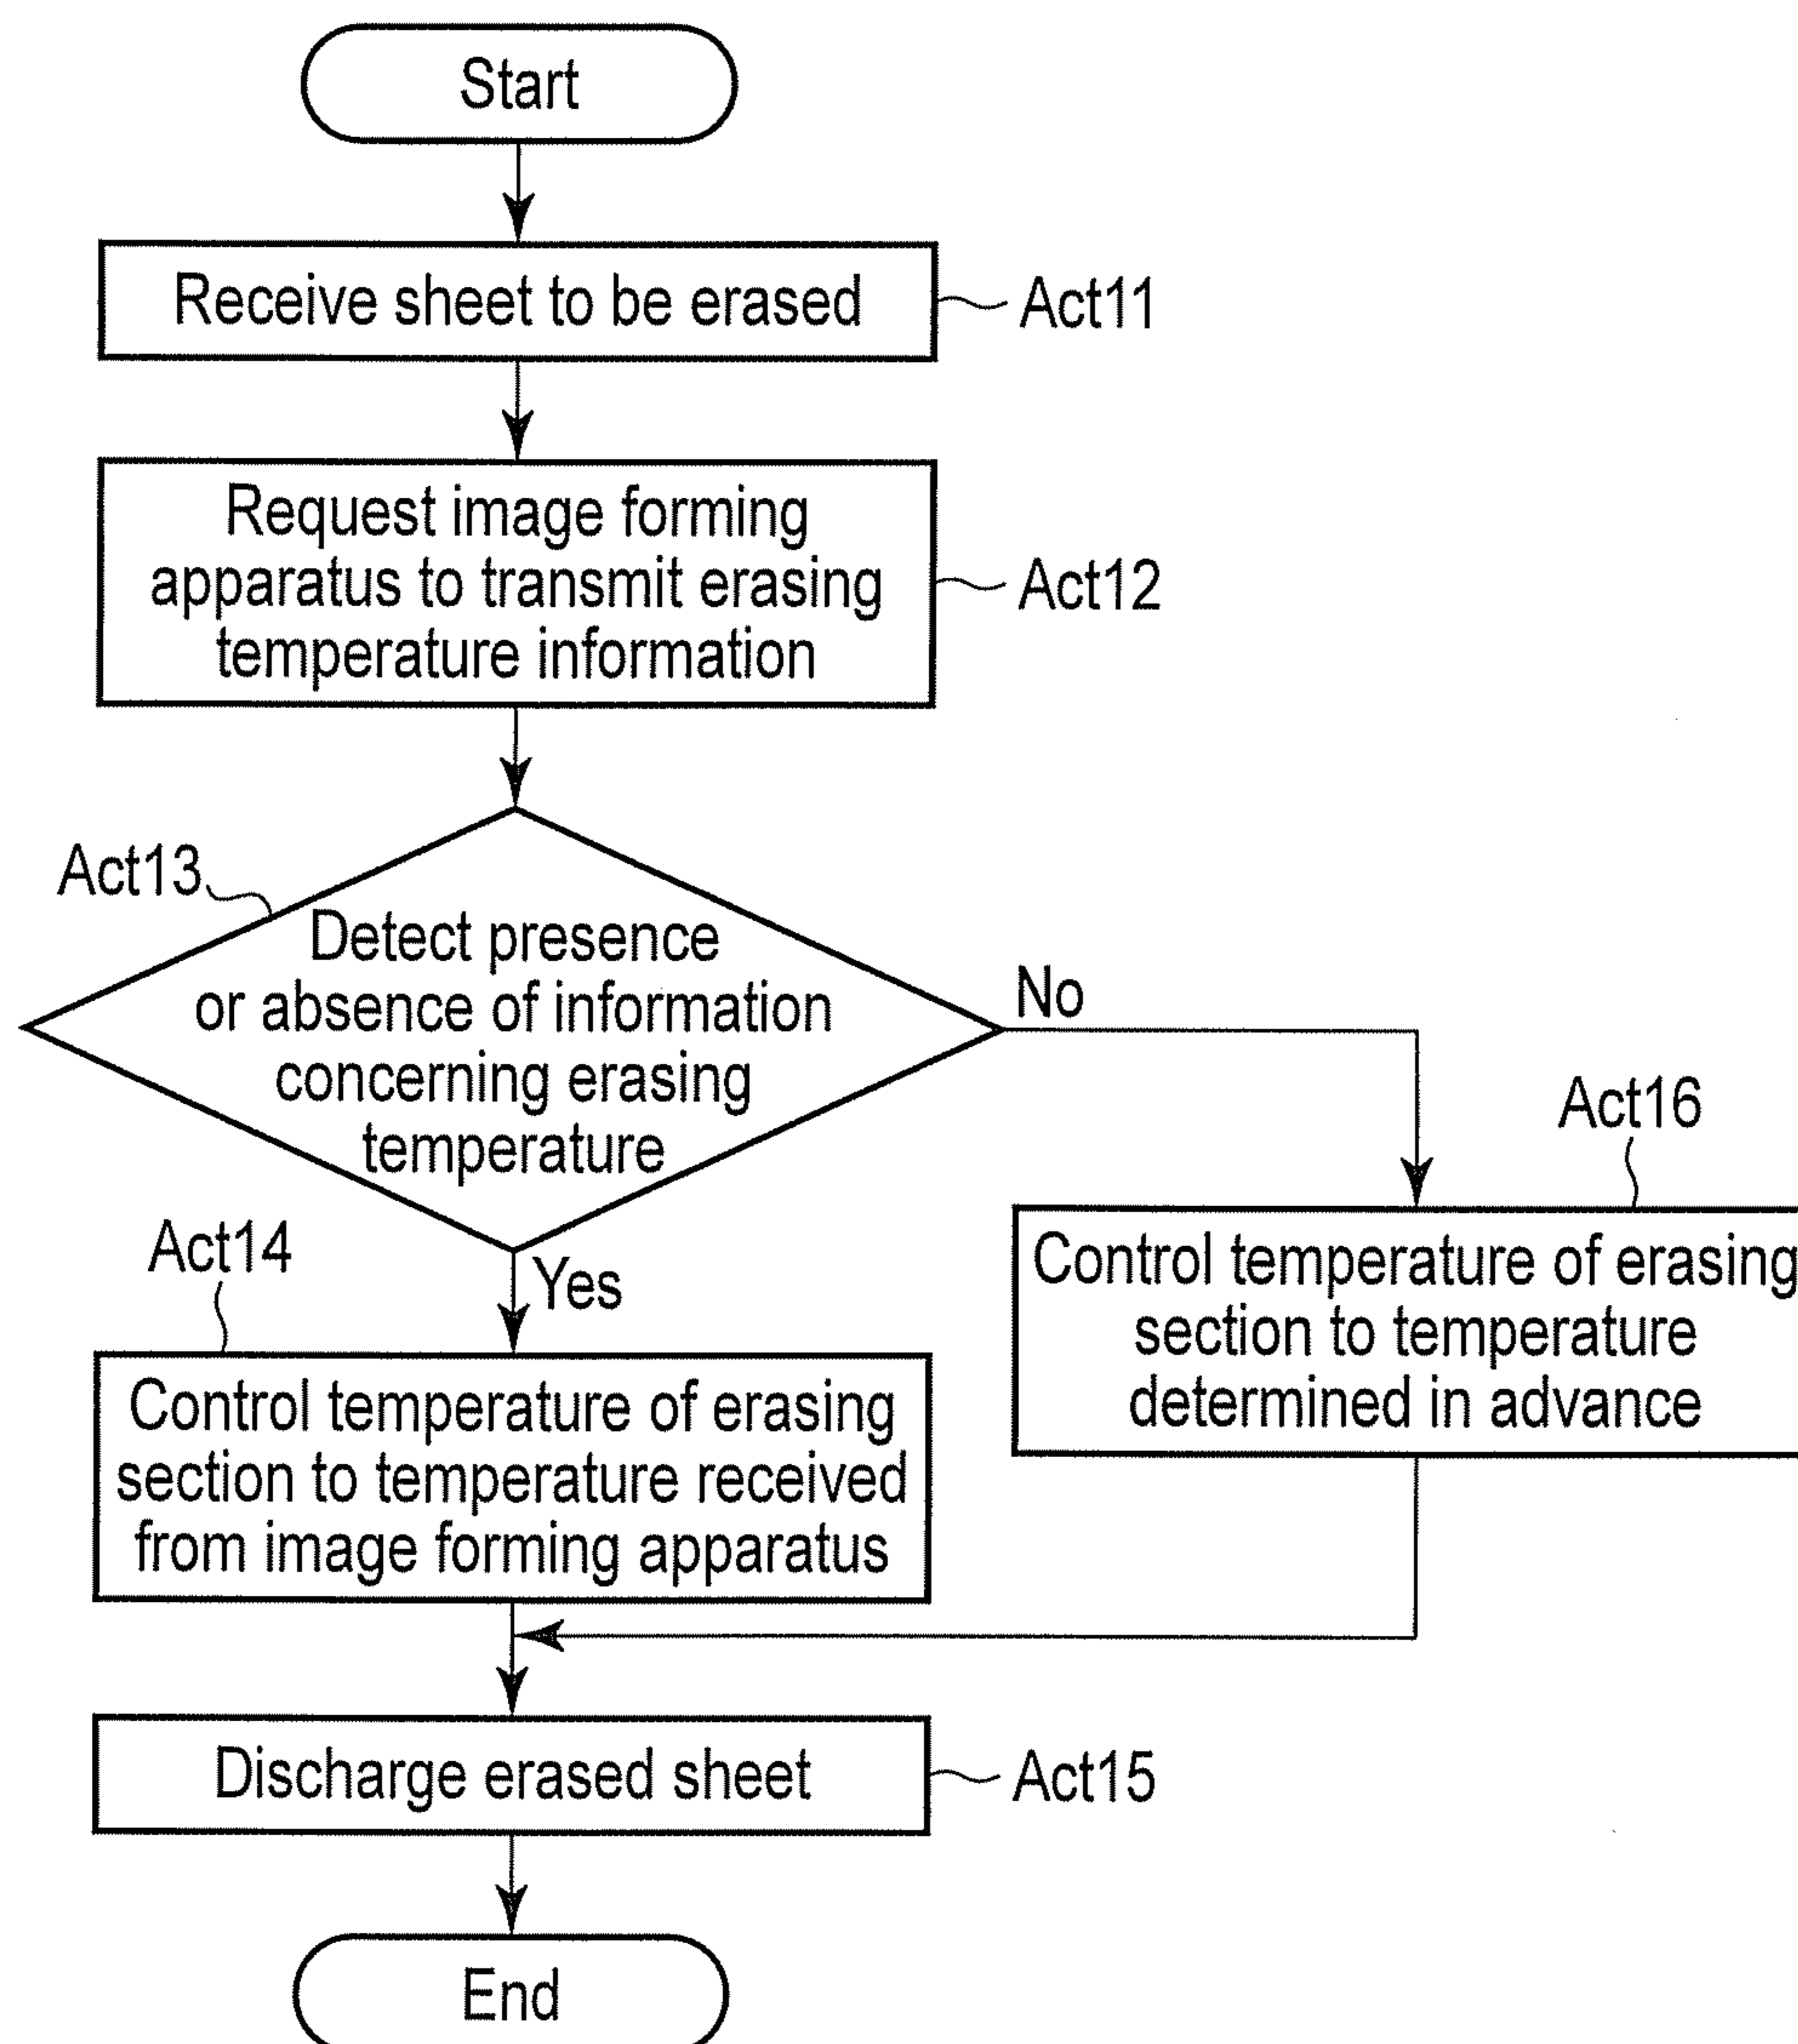 Start
Receive sheet to be erased
Act11
Request image forming
apparatus to transmit erasing
temperature information
Act12
Act13
Detect presence
or absence of information
concerning erasing
temperature
No
Yes
Act14
Control temperature of erasing
section to temperature received
from image forming apparatus
Act16
Control temperature of erasing
section to temperature
determined in advance
Discharge erased sheet
Act15
End